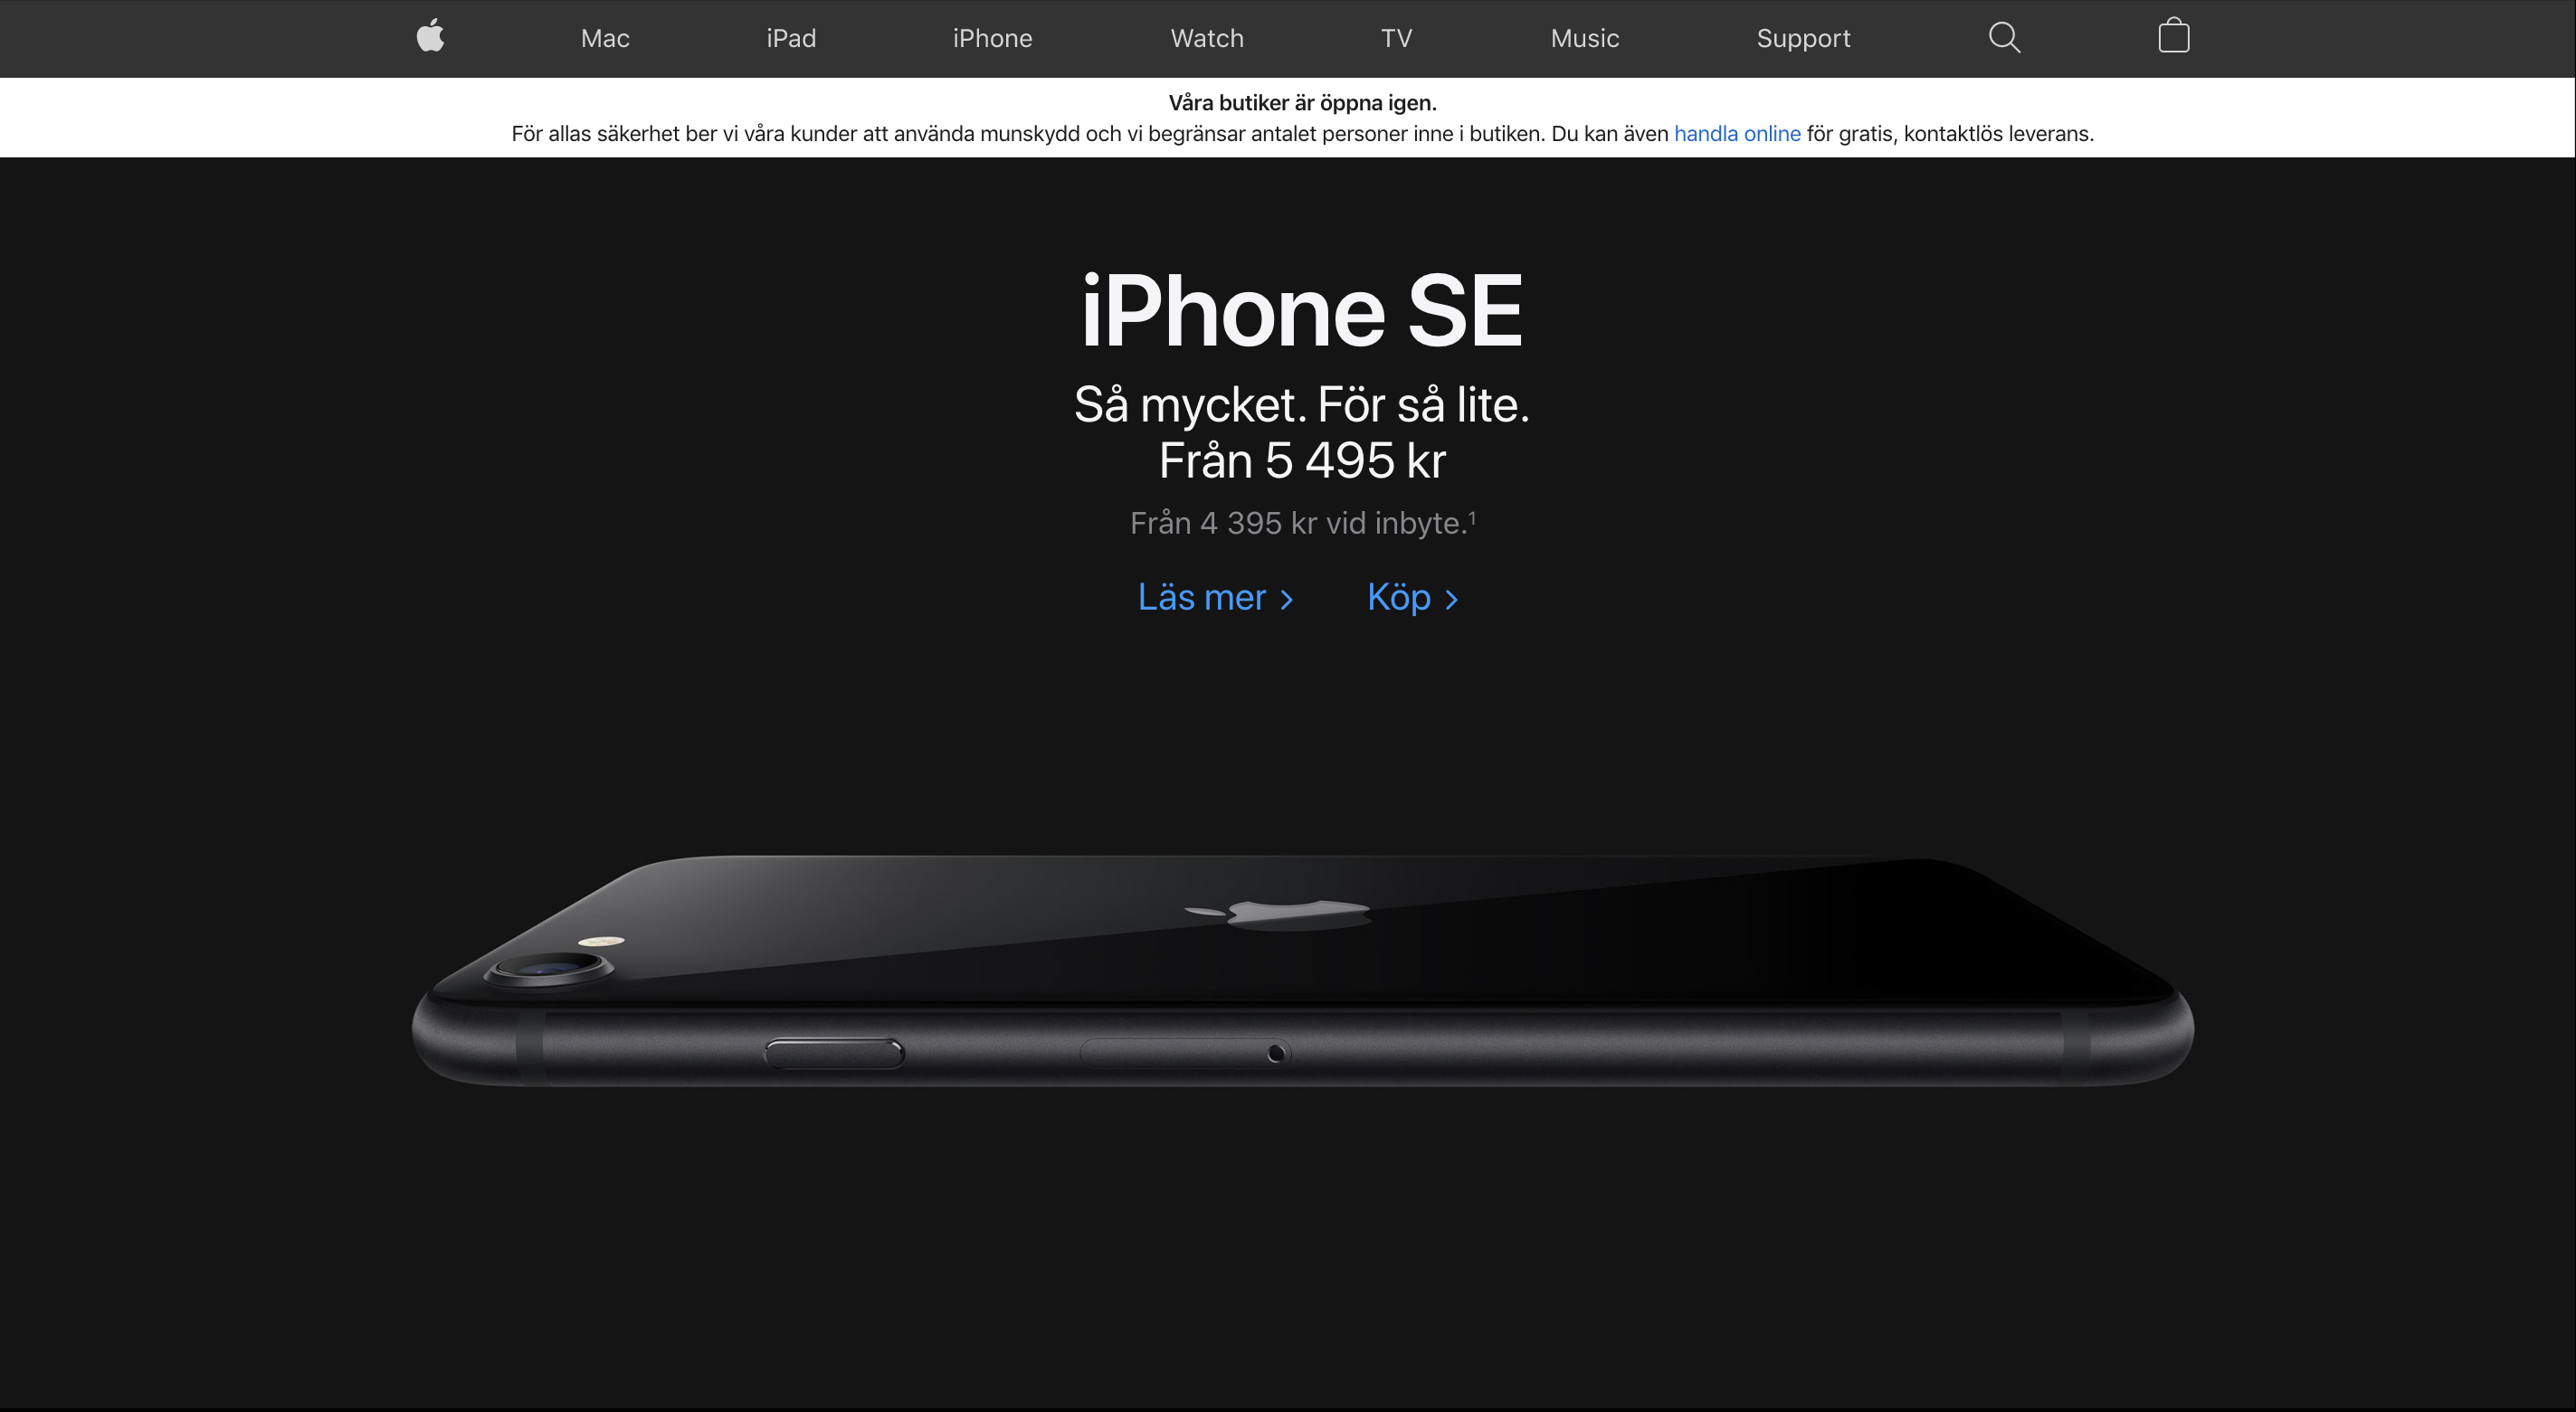 Mac iPad iPhone Watch TV Music Support
Våra butiker är öppna igen.
För allas säkerhet ber vi våra kunder att använda munskydd och vi begränsar antalet personer inne i butiken. Du kan även handla online för gratis, kontaktlös leverans.
iPhone SE
Så mycket. För så lite.
Från 5 495 kr
Från 4 395 kr vid inbyte.¹
Läs mer > Köp >